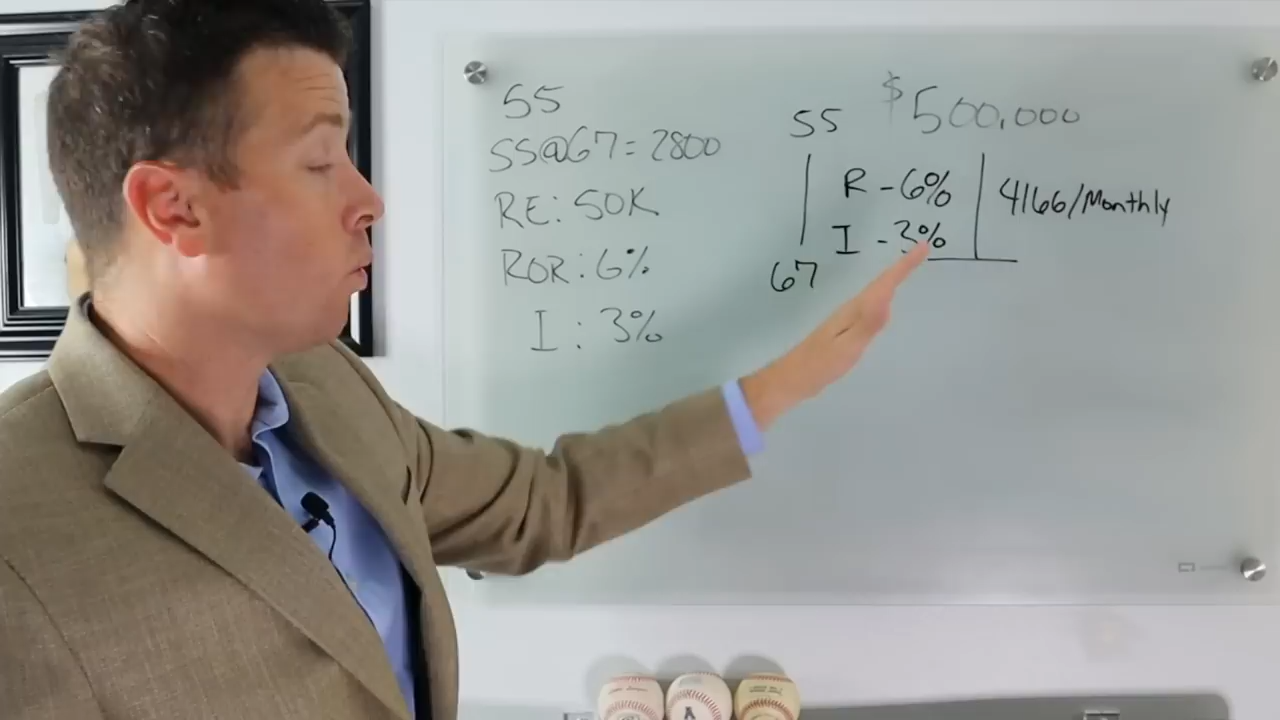 55
SS@67=2800
RE: 50K
ROR: 6%
I: 3%
55 $500,000
R - 6% 4166/Monthly
I - 3%
67
A